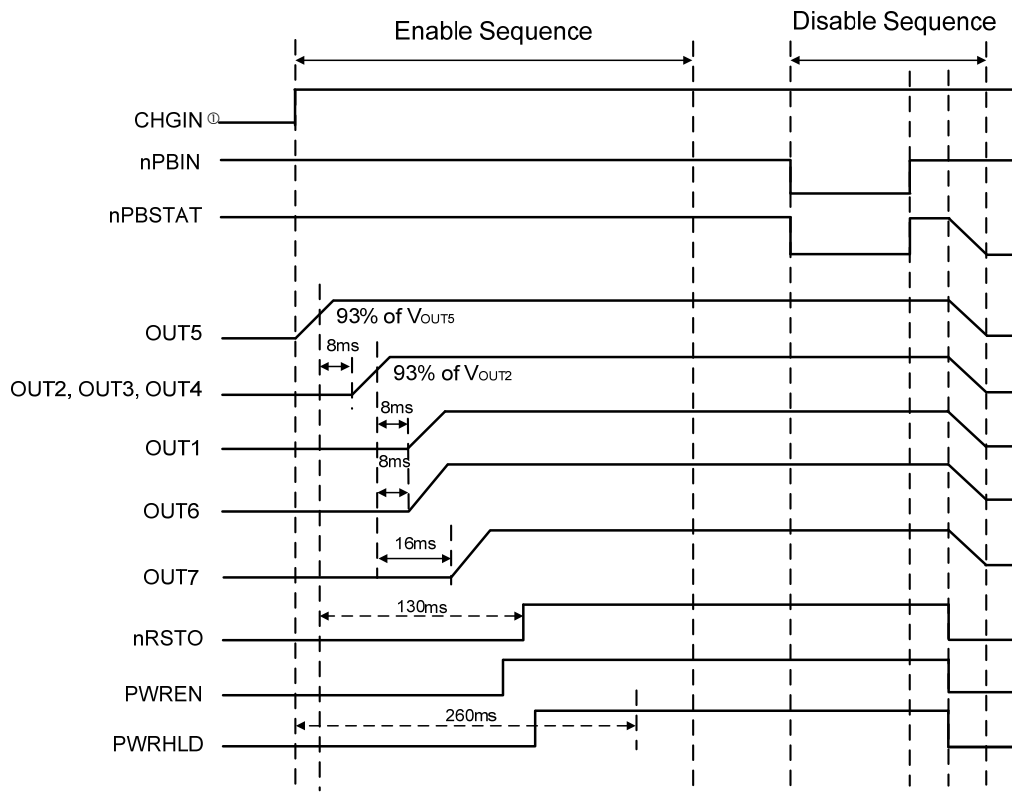 Enable Sequence
Disable Sequence
CHGIN ①
nPBIN
nPBSTAT
93% of VOUT5
OUT5
8ms
93% of VOUT2
OUT2, OUT3, OUT4
8ms
OUT1
8ms
OUT6
16ms
OUT7
130ms
nRSTO
PWREN
260ms
PWRHLD